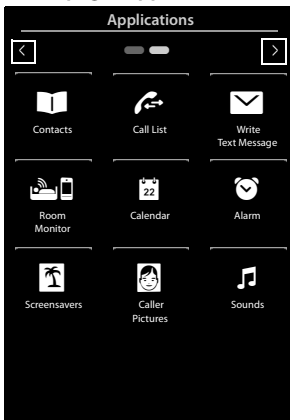 Applications
Contacts
Call List
Write
Text Message
Room
Monitor
22
Calendar
Alarm
Screensavers
Caller
Pictures
Sounds